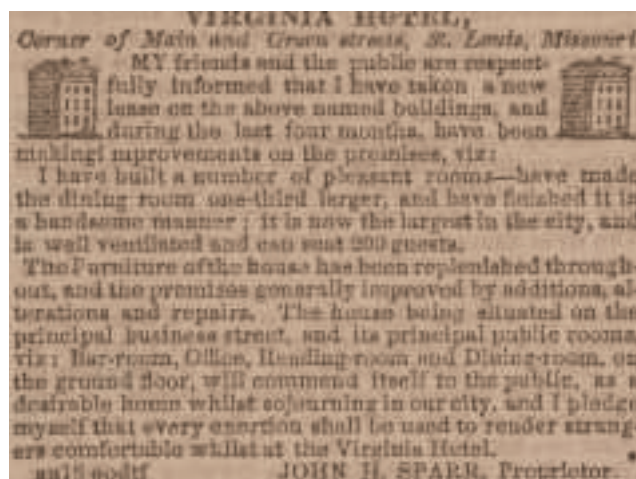 VIRGINIA HOTEL,
Corner of Main and Green streets, St. Louis, Missouri
MY friends and the public are respect-
fully informed that I have taken a new
lease on the above named buildings, and
during the last four months, have been
makingi mprovements on the premises, viz:
I have built a number of pleasant rooms—have made
the dining room one-third larger, and have finished it in
a handsome manner; it is now the largest in the city, and
is well ventilated and can seat guests.
The Furniture of the house has been replenished through-
out, and the premises generally improved by additions, al
terations and repairs. The house being situated on the
principal business street, and its principal public rooms
viz: Bar-room, Office, Reading-room and Dining-room, on
the ground floor, will commend itself to the public, as a
desirable home whilst sojourning in our city, and I pledge
myself that every exertion shall be used to render strang
ers comfortable whilst at the Virginia Hotel.
JOHN H. SPARR, Proprietor.